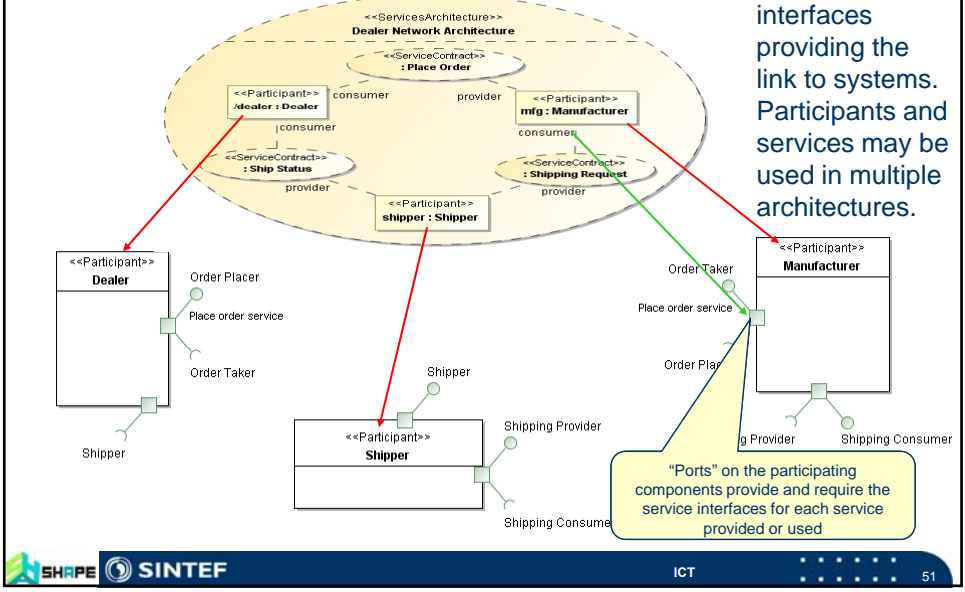 <<ServicesArchitecture>>
Dealer Network Architecture
<<ServiceContract>>
: Place Order
consumer
provider
<<Participant>>
/dealer : Dealer
<<Participant>>
mfg : Manufacturer
consumer
consumer
<<ServiceContract>>
: Ship Status
<<ServiceContract>>
: Shipping Request
provider
provider
<<Participant>>
shipper : Shipper
interfaces
providing the
link to systems.
Participants and
services may be
used in multiple
architectures.
<<Participant>>
Dealer
Order Placer
Place order service
Order Taker
Shipper
Shipper
<<Participant>>
Shipper
Shipping Provider
Shipping Consume
<<Participant>>
Manufacturer
Order Taker
Place order service
Order Plac
g Provider
Shipping Consumer
“Ports” on the participating
components provide and require the
service interfaces for each service
provided or used
SHAPE
SINTEF
ICT
51